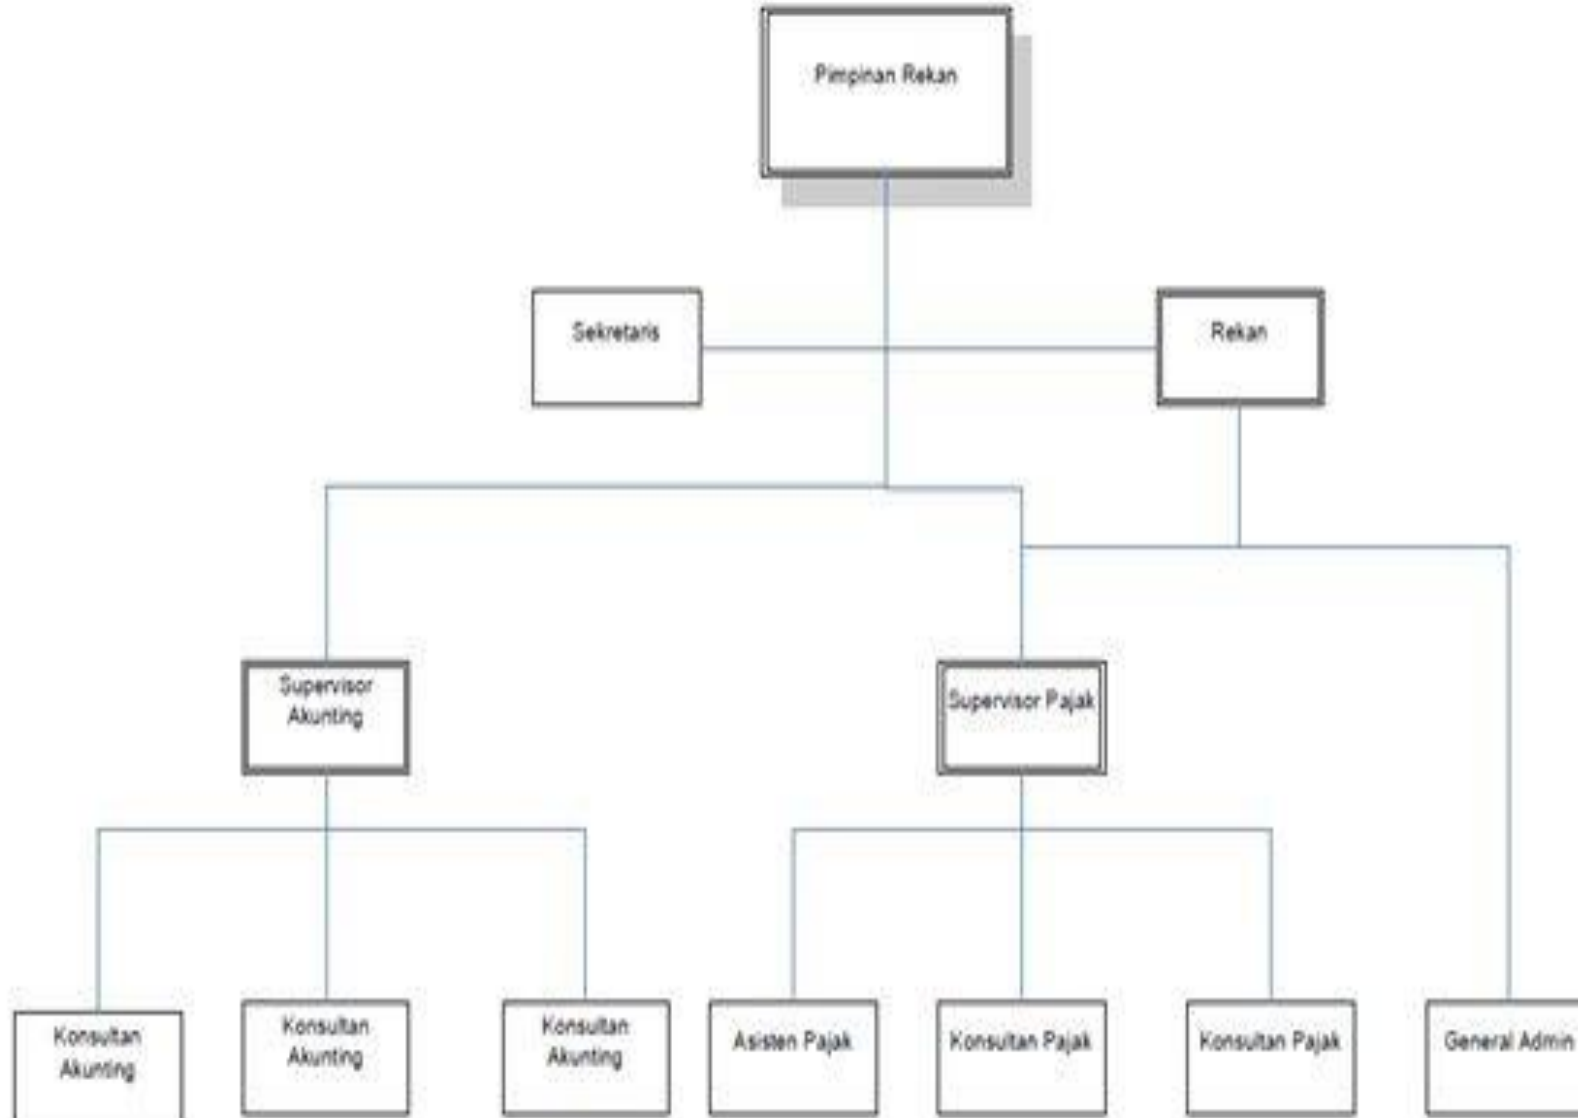 Pimpinan Rekan
Sekretaris
Rekan
Supervisor
Akunting
Supervisor Pajak
Konsultan
Akunting
Konsultan
Akunting
Konsultan
Akunting
Asisten Pajak
Konsultan Pajak
Konsultan Pajak
General Admin